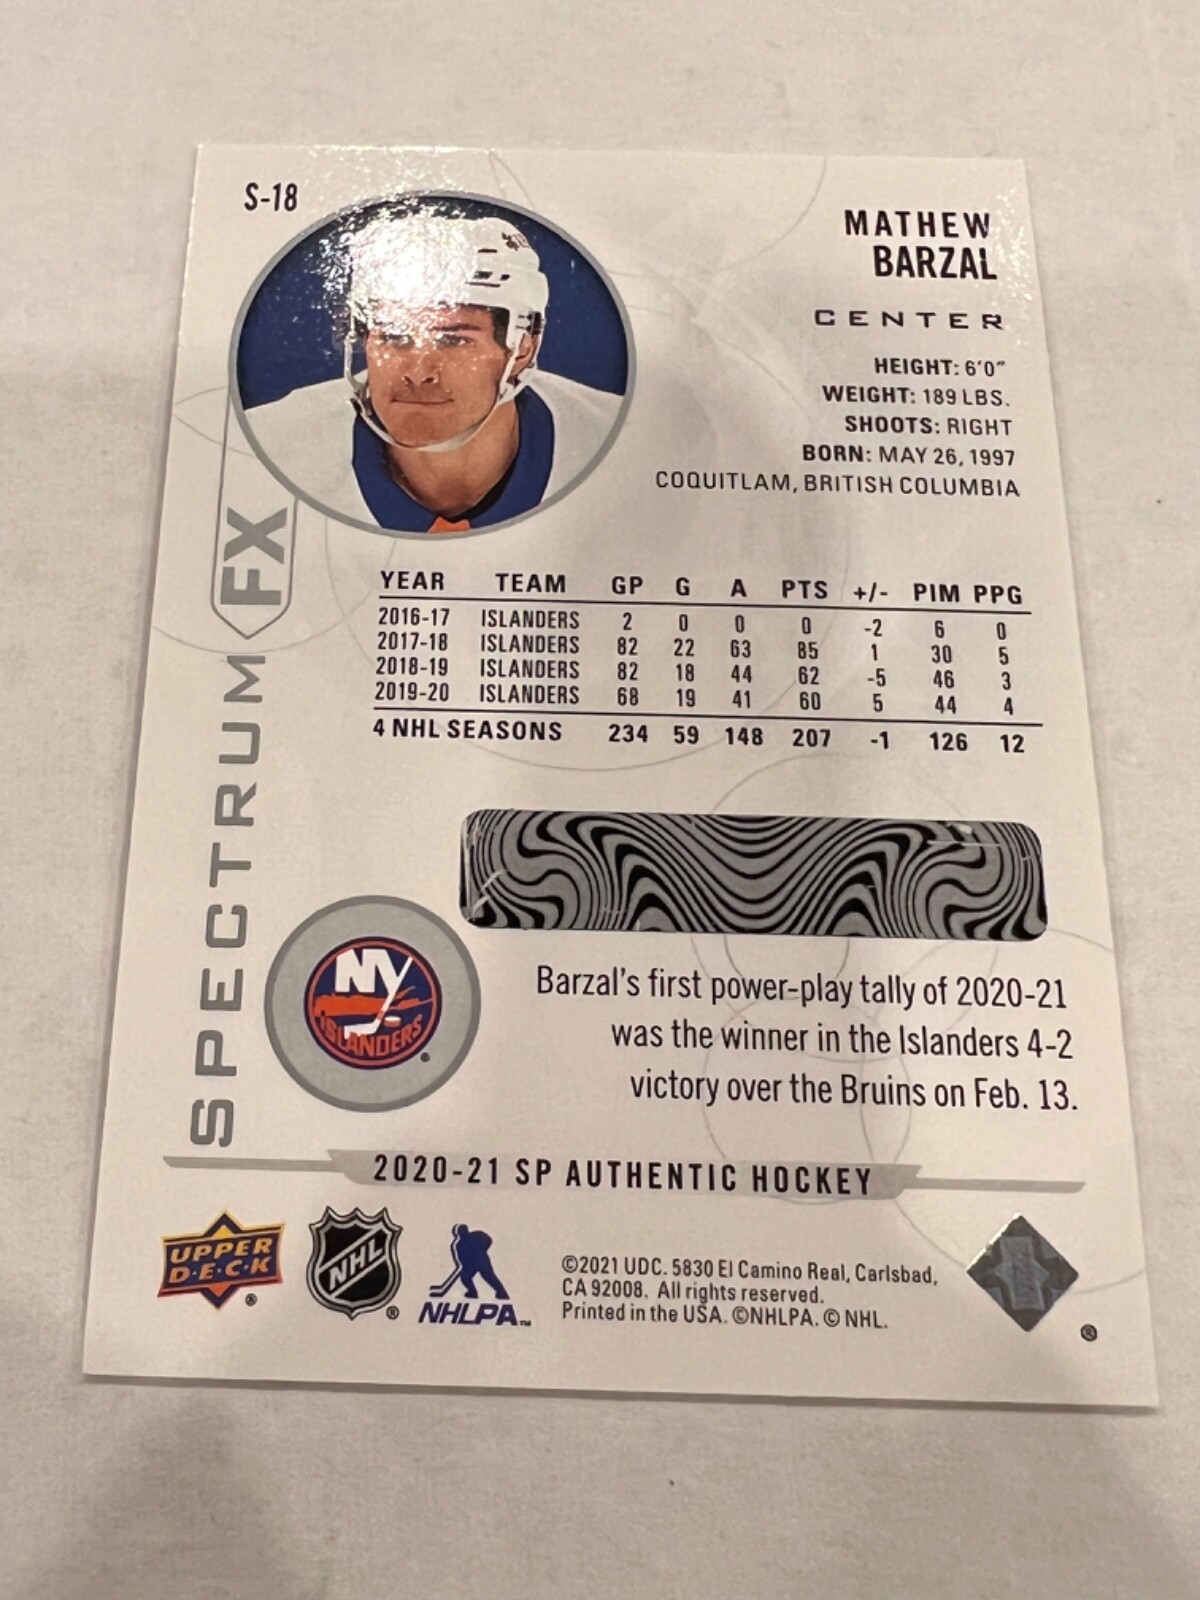 S-18
MATHEW
BARZAL
CENTER
HEIGHT: 6'0"
WEIGHT: 189 LBS.
SHOOTS: RIGHT
BORN: MAY 26, 1997
COQUITLAM, BRITISH COLUMBIA
SPECTRUM FX
YEAR TEAM GP G A PTS +/- PIM PPG
2016-17 ISLANDERS 2 0 0 0 -2 6 0
2017-18 ISLANDERS 82 22 63 85 1 30 5
2018-19 ISLANDERS 82 18 44 62 -5 46 3
2019-20 ISLANDERS 68 19 41 60 5 44 4
4 NHL SEASONS 234 59 148 207 -1 126 12
NY
ISLANDERS
Barzal's first power-play tally of 2020-21
was the winner in the Islanders 4-2
victory over the Bruins on Feb. 13.
2020-21 SP AUTHENTIC HOCKEY
UPPER
D·E·C·K ®
NHL ®
NHLPA™
©2021 UDC. 5830 El Camino Real, Carlsbad,
CA 92008. All rights reserved.
Printed in the USA. ©NHLPA. © NHL.
®